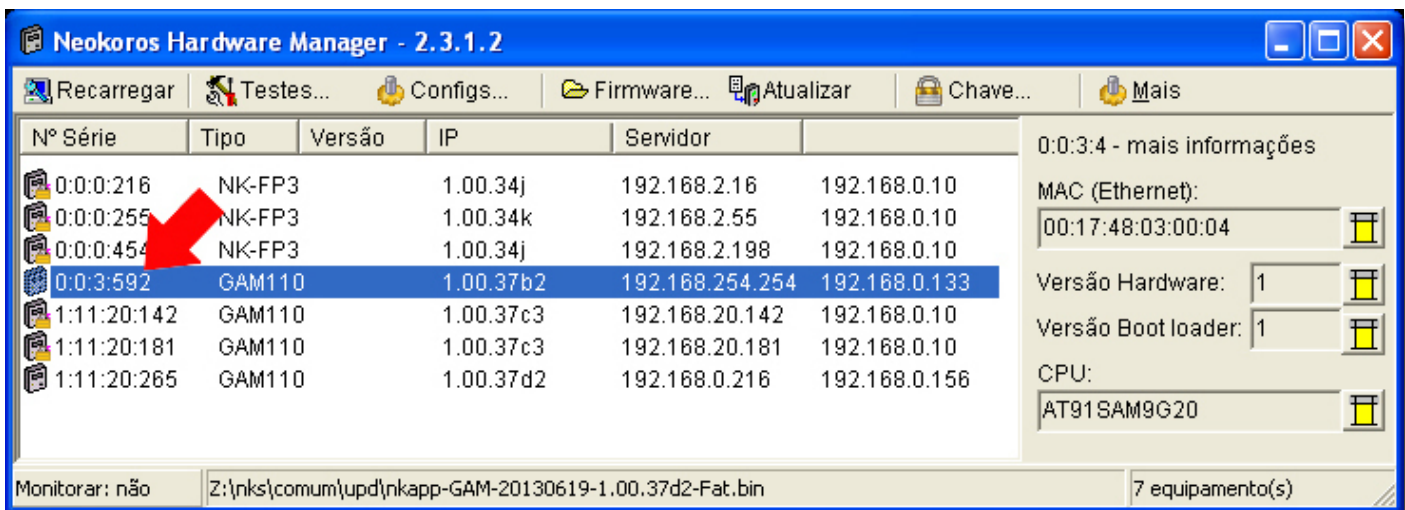 Neokoros Hardware Manager - 2.3.1.2
Recarregar Testes... Configs... Firmware... Atualizar Chave... Mais
Nº Série Tipo Versão IP Servidor
0:0:0:216 NK-FP3 1.00.34j 192.168.2.16 192.168.0.10
0:0:0:255 NK-FP3 1.00.34k 192.168.2.55 192.168.0.10
0:0:0:454 NK-FP3 1.00.34j 192.168.2.198 192.168.0.10
0:0:3:592 GAM110 1.00.37b2 192.168.254.254 192.168.0.133
1:11:20:142 GAM110 1.00.37c3 192.168.20.142 192.168.0.10
1:11:20:181 GAM110 1.00.37c3 192.168.20.181 192.168.0.10
1:11:20:265 GAM110 1.00.37d2 192.168.0.216 192.168.0.156
0:0:3:4 - mais informações
MAC (Ethernet):
00:17:48:03:00:04
Versão Hardware: 1
Versão Boot loader: 1
CPU:
AT91SAM9G20
Monitorar: não Z:\nks\comum\upd\nkapp-GAM-20130619-1.00.37d2-Fat.bin 7 equipamento(s)